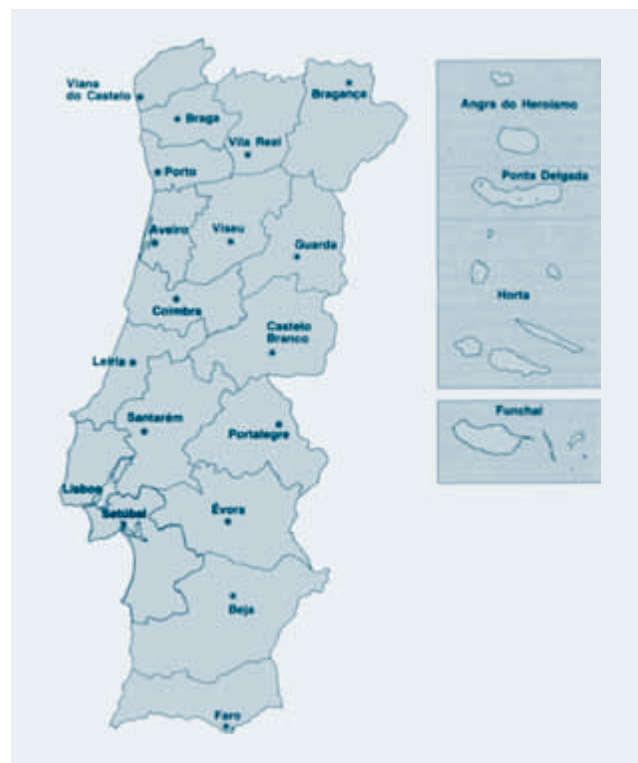 Viana
do Castelo
Bragança
Braga
Vila Real
Porto
Aveiro
Viseu
Guarda
Coimbra
Castelo
Branco
Leiria
Santarém
Portalegre
Lisboa
Setúbal
Évora
Beja
Faro
Angra do Heroísmo
Ponta Delgada
Horta
Funchal